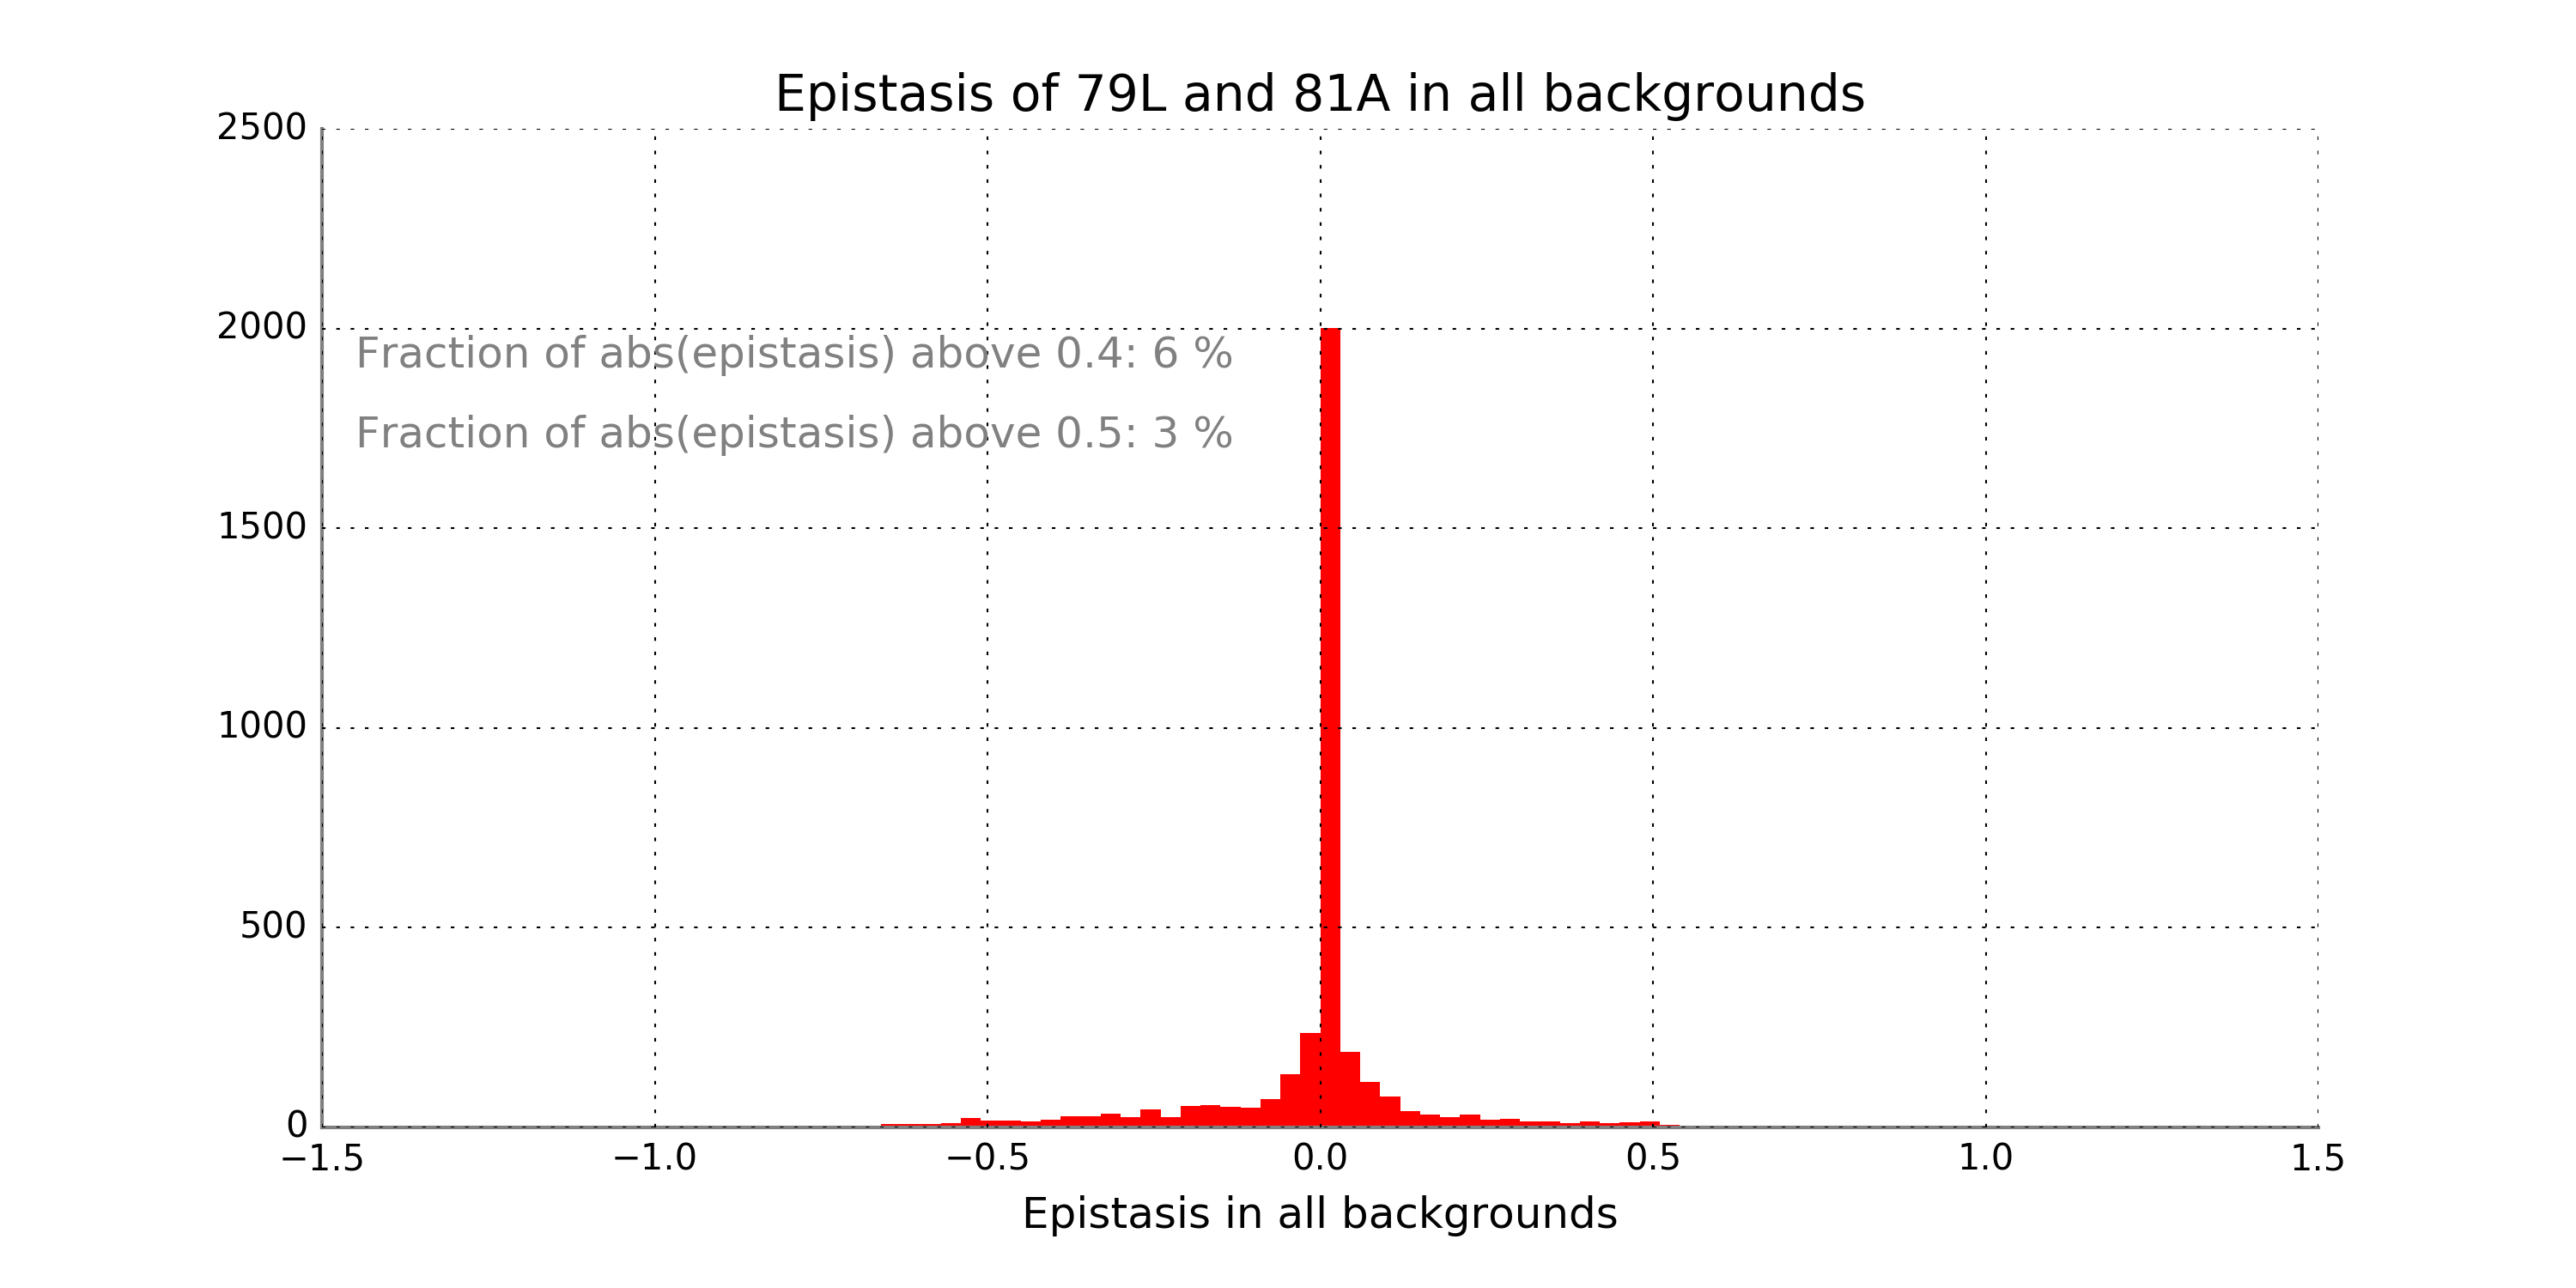 Epistasis of 79L and 81A in all backgrounds
2500
2000
Fraction of abs(epistasis) above 0.4: 6 %
Fraction of abs(epistasis) above 0.5: 3 %
1500
1000
500
0
−1.5 −1.0 −0.5 0.0 0.5 1.0 1.5
Epistasis in all backgrounds